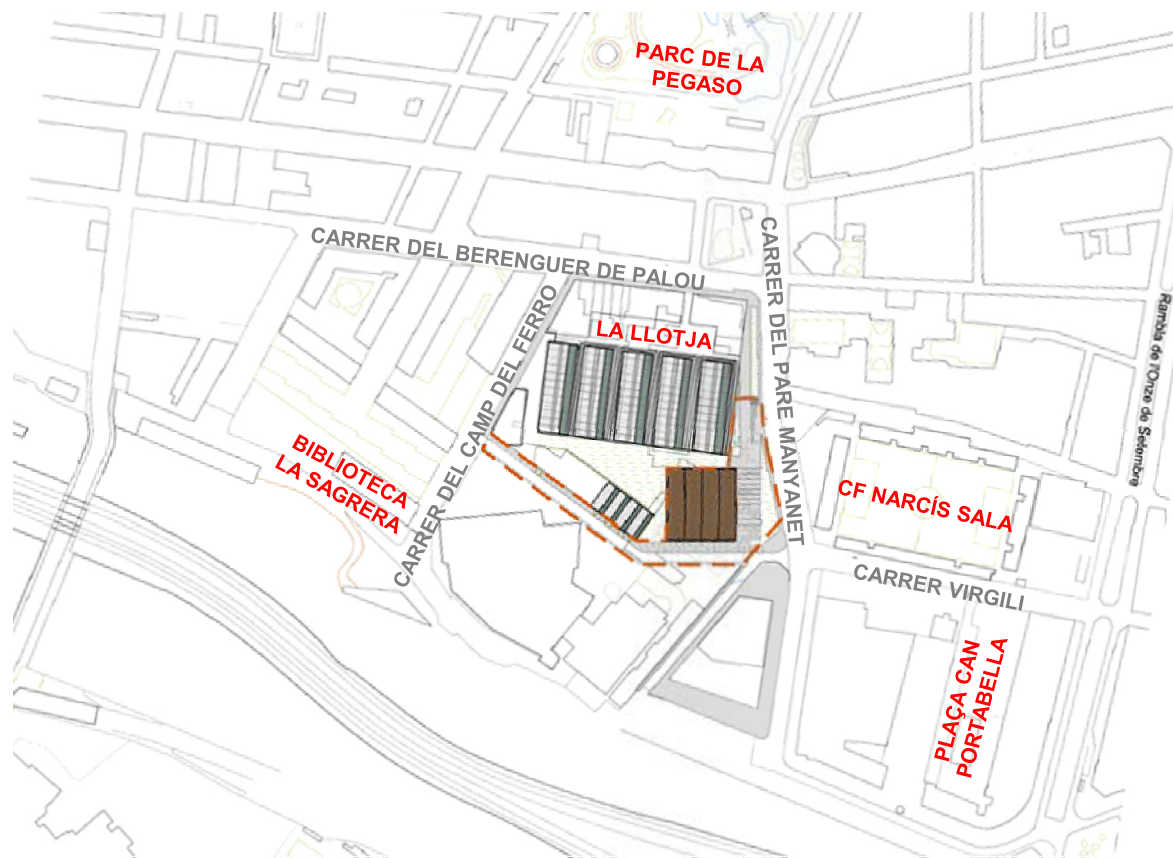 PARC DE LA
PEGASO
CARRER DEL BERENGUER DE PALOU
CARRER DEL PARE MANYANET
CARRER DEL CAMP DEL FERRO
LA LLOTJA
Rambla de l'Onze de Setembre
BIBLIOTECA
LA SAGRERA
CF NARCÍS SALA
CARRER VIRGILI
PLAÇA CAN
PORTABELLA